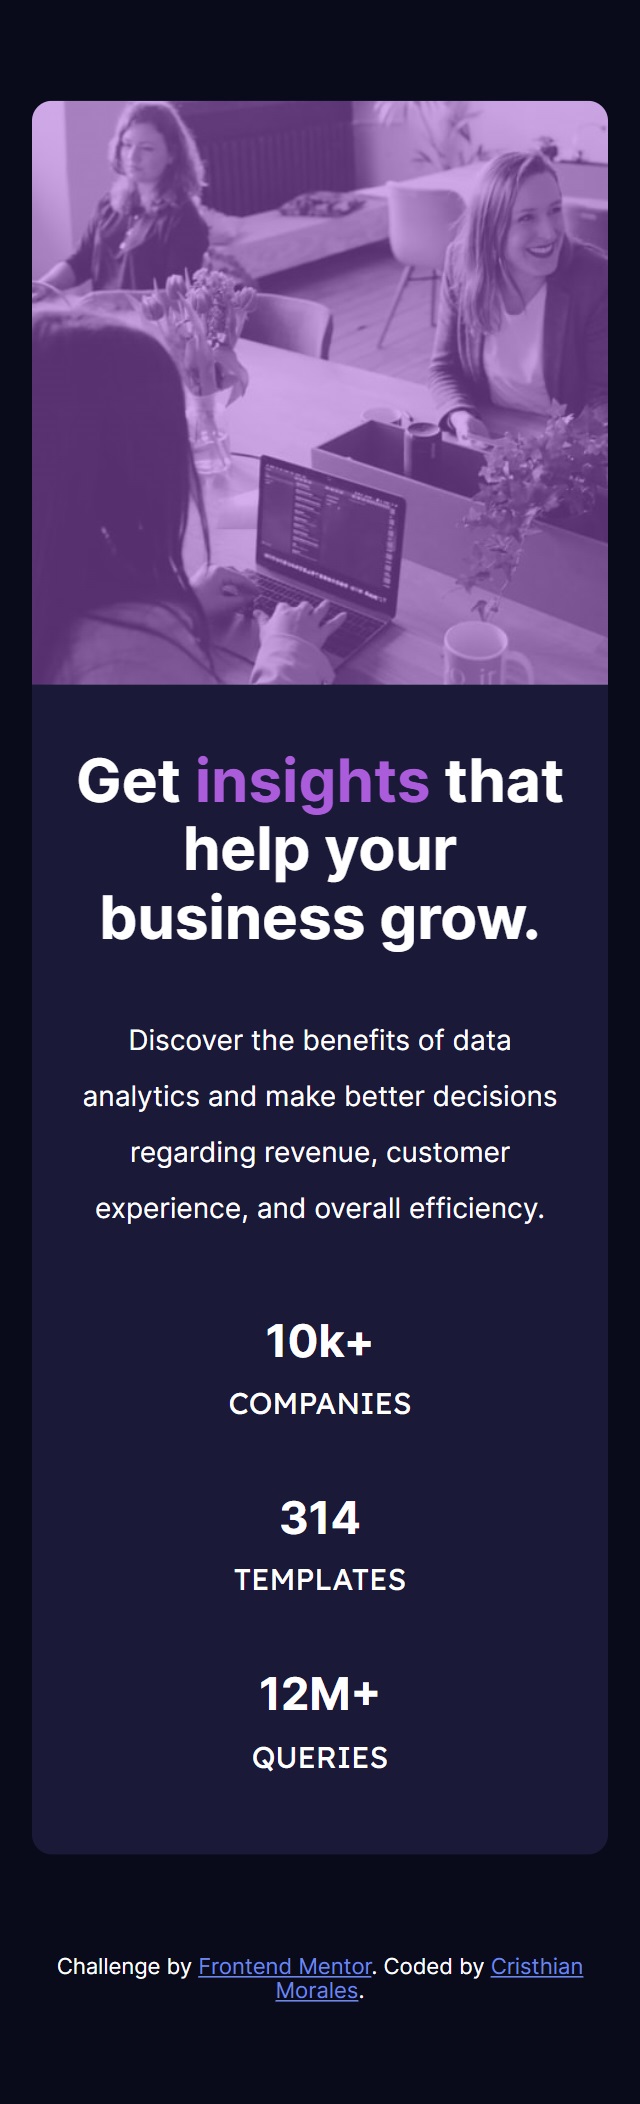 Get insights that
help your
business grow.
Discover the benefits of data
analytics and make better decisions
regarding revenue, customer
experience, and overall efficiency.
10k+
COMPANIES
314
TEMPLATES
12M+
QUERIES
Challenge by Frontend Mentor. Coded by Cristhian
Morales.